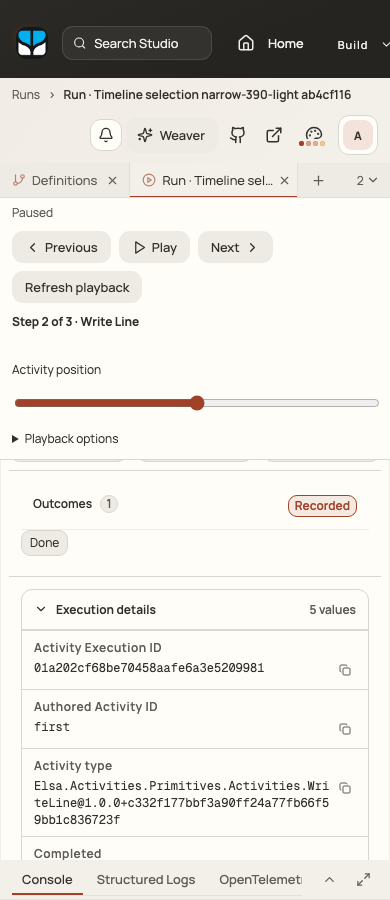 Search Studio
Home
Build
Runs > Run · Timeline selection narrow-390-light ab4cf116
Weaver
A
Definitions
Run · Timeline sel...
2
Paused
Previous
Play
Next
Refresh playback
Step 2 of 3 · Write Line
Activity position
Playback options
Outcomes 1
Recorded
Done
Execution details
5 values
Activity Execution ID
01a202cf68be70458aafe6a3e5209981
Authored Activity ID
first
Activity type
Elsa.Activities.Primitives.Activities.Wri
teLine@1.0.0+c332f177bbf3a90ff24a77fb66f5
9bb1c836723f
Completed
Console
Structured Logs
OpenTelemet